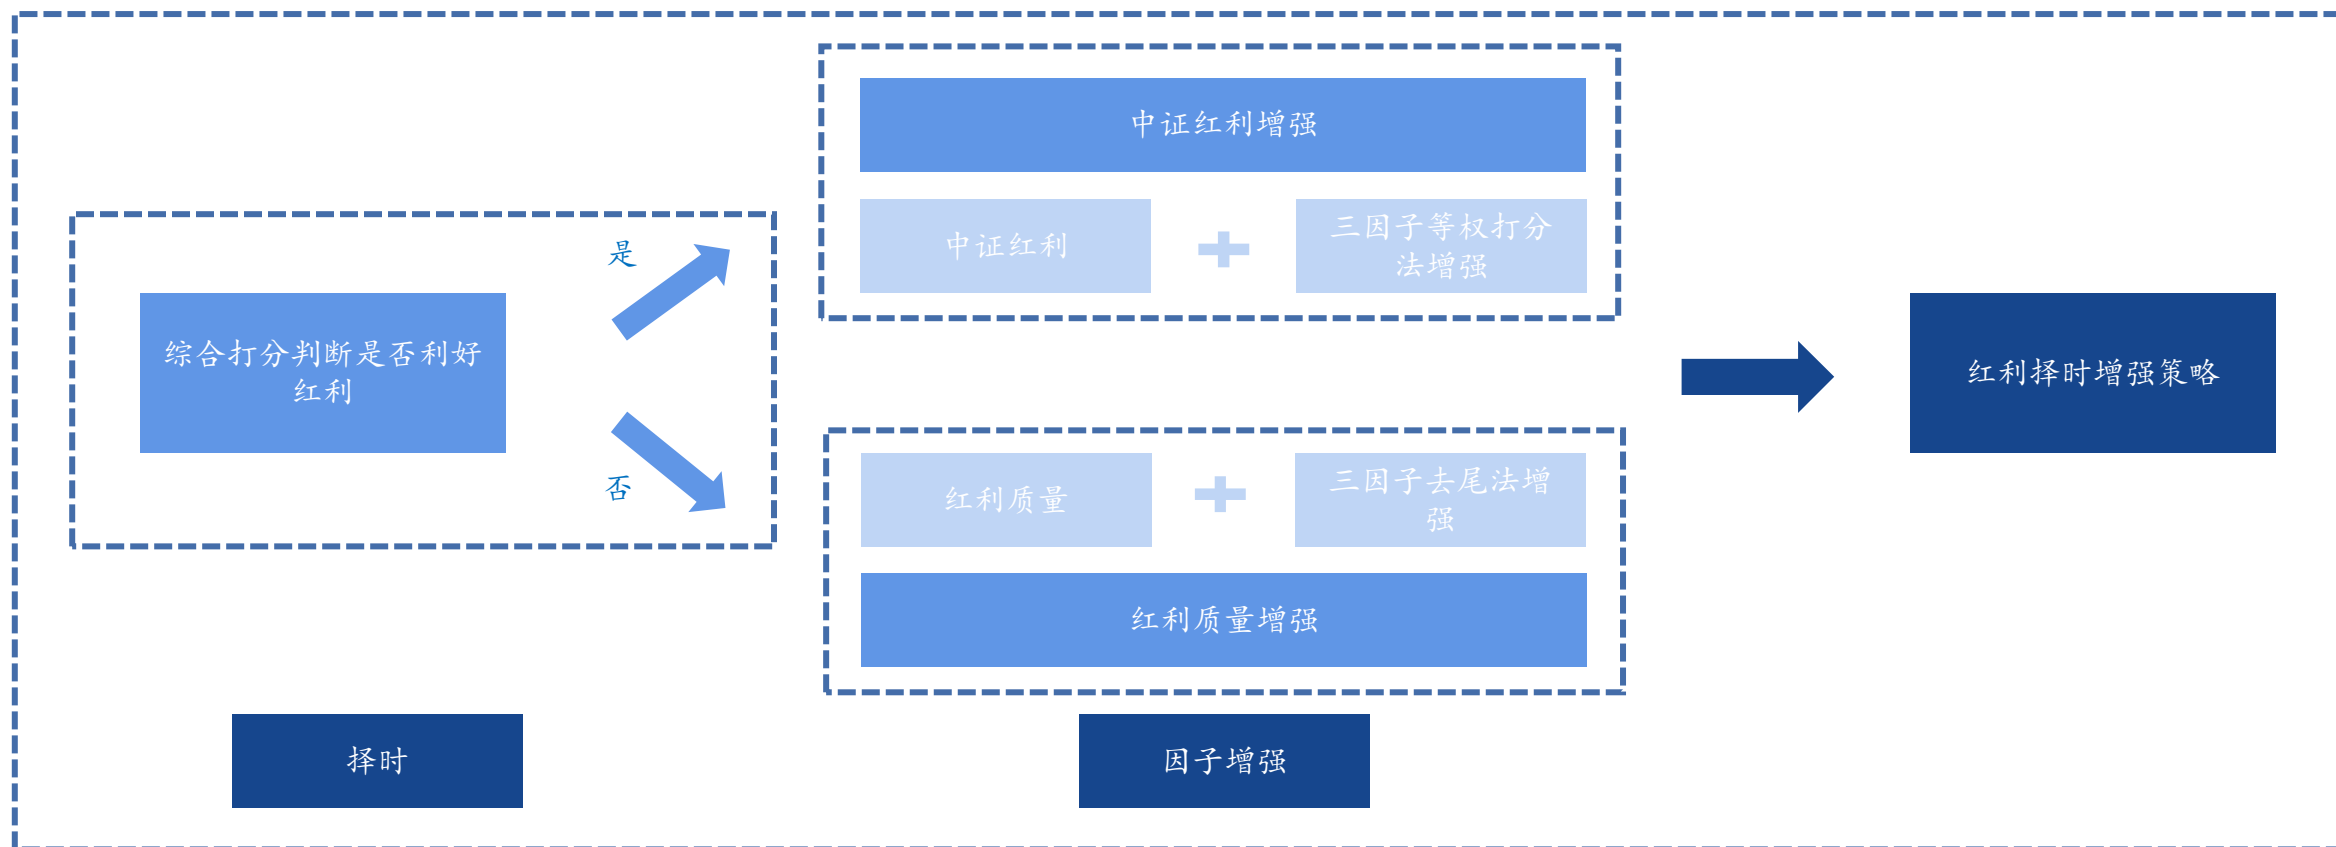 综合打分判断是否利好
红利
是
否
中证红利增强
中证红利
三因子等权打分
法增强
红利质量
三因子去尾法增
强
红利质量增强
红利择时增强策略
择时
因子增强